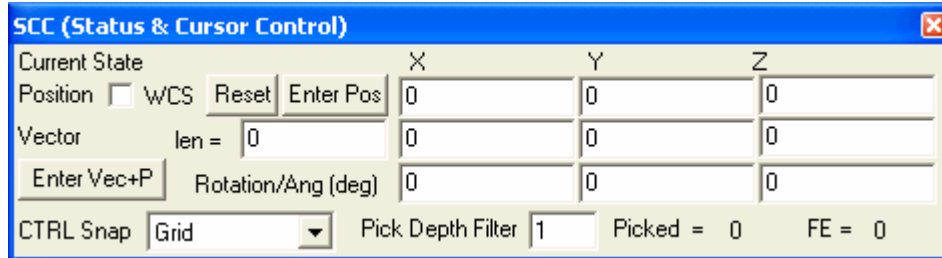 SCC (Status & Cursor Control)
Current State X Y Z
Position WCS Reset Enter Pos 0 0 0
Vector len = 0 0 0 0
Enter Vec+P Rotation/Ang (deg) 0 0 0
CTRL Snap Grid Pick Depth Filter 1 Picked = 0 FE = 0